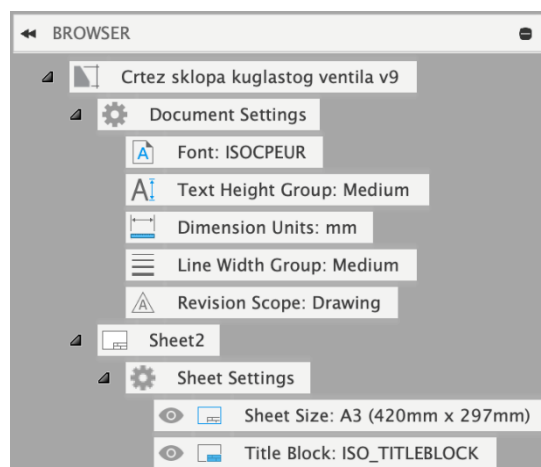 BROWSER
Crtez sklopa kuglastog ventila v9
Document Settings
Font: ISOCPEUR
Text Height Group: Medium
Dimension Units: mm
Line Width Group: Medium
Revision Scope: Drawing
Sheet2
Sheet Settings
Sheet Size: A3 (420mm x 297mm)
Title Block: ISO_TITLEBLOCK